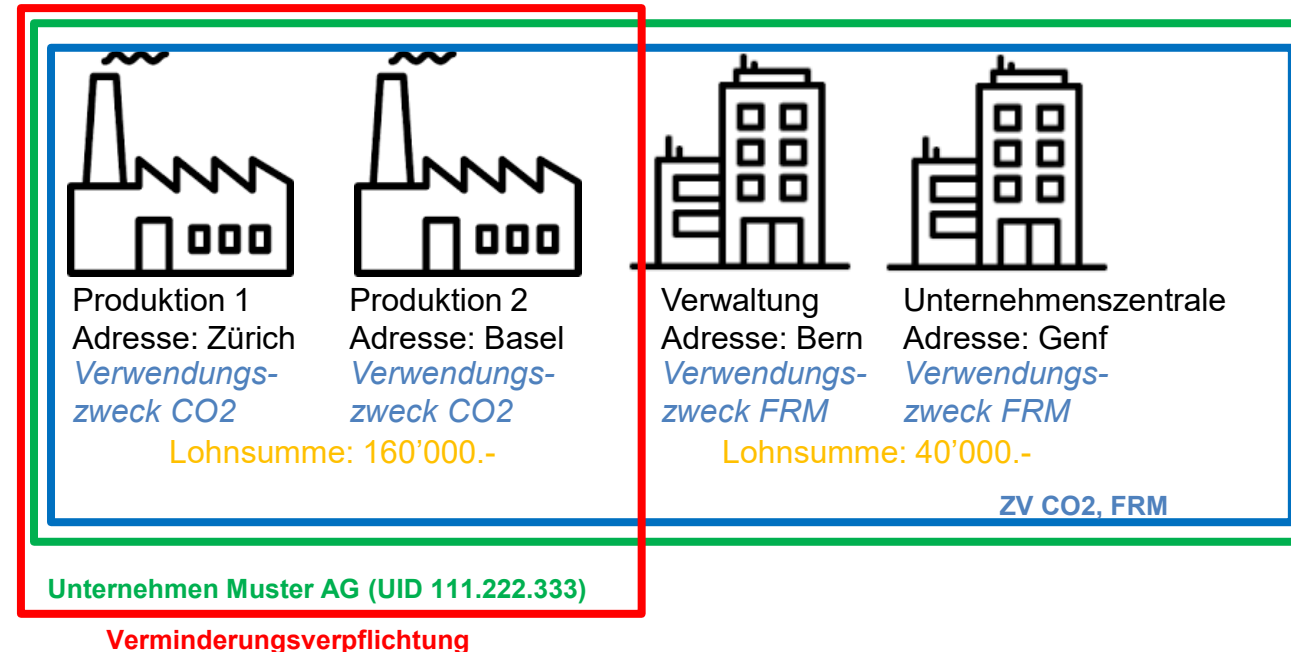 Produktion 1
Adresse: Zürich
Verwendungs-
zweck CO2
Produktion 2
Adresse: Basel
Verwendungs-
zweck CO2
Lohnsumme: 160’000.-
Verwaltung
Adresse: Bern
Verwendungs-
zweck FRM
Unternehmenszentrale
Adresse: Genf
Verwendungs-
zweck FRM
Lohnsumme: 40’000.-
ZV CO2, FRM
Unternehmen Muster AG (UID 111.222.333)
Verminderungsverpflichtung